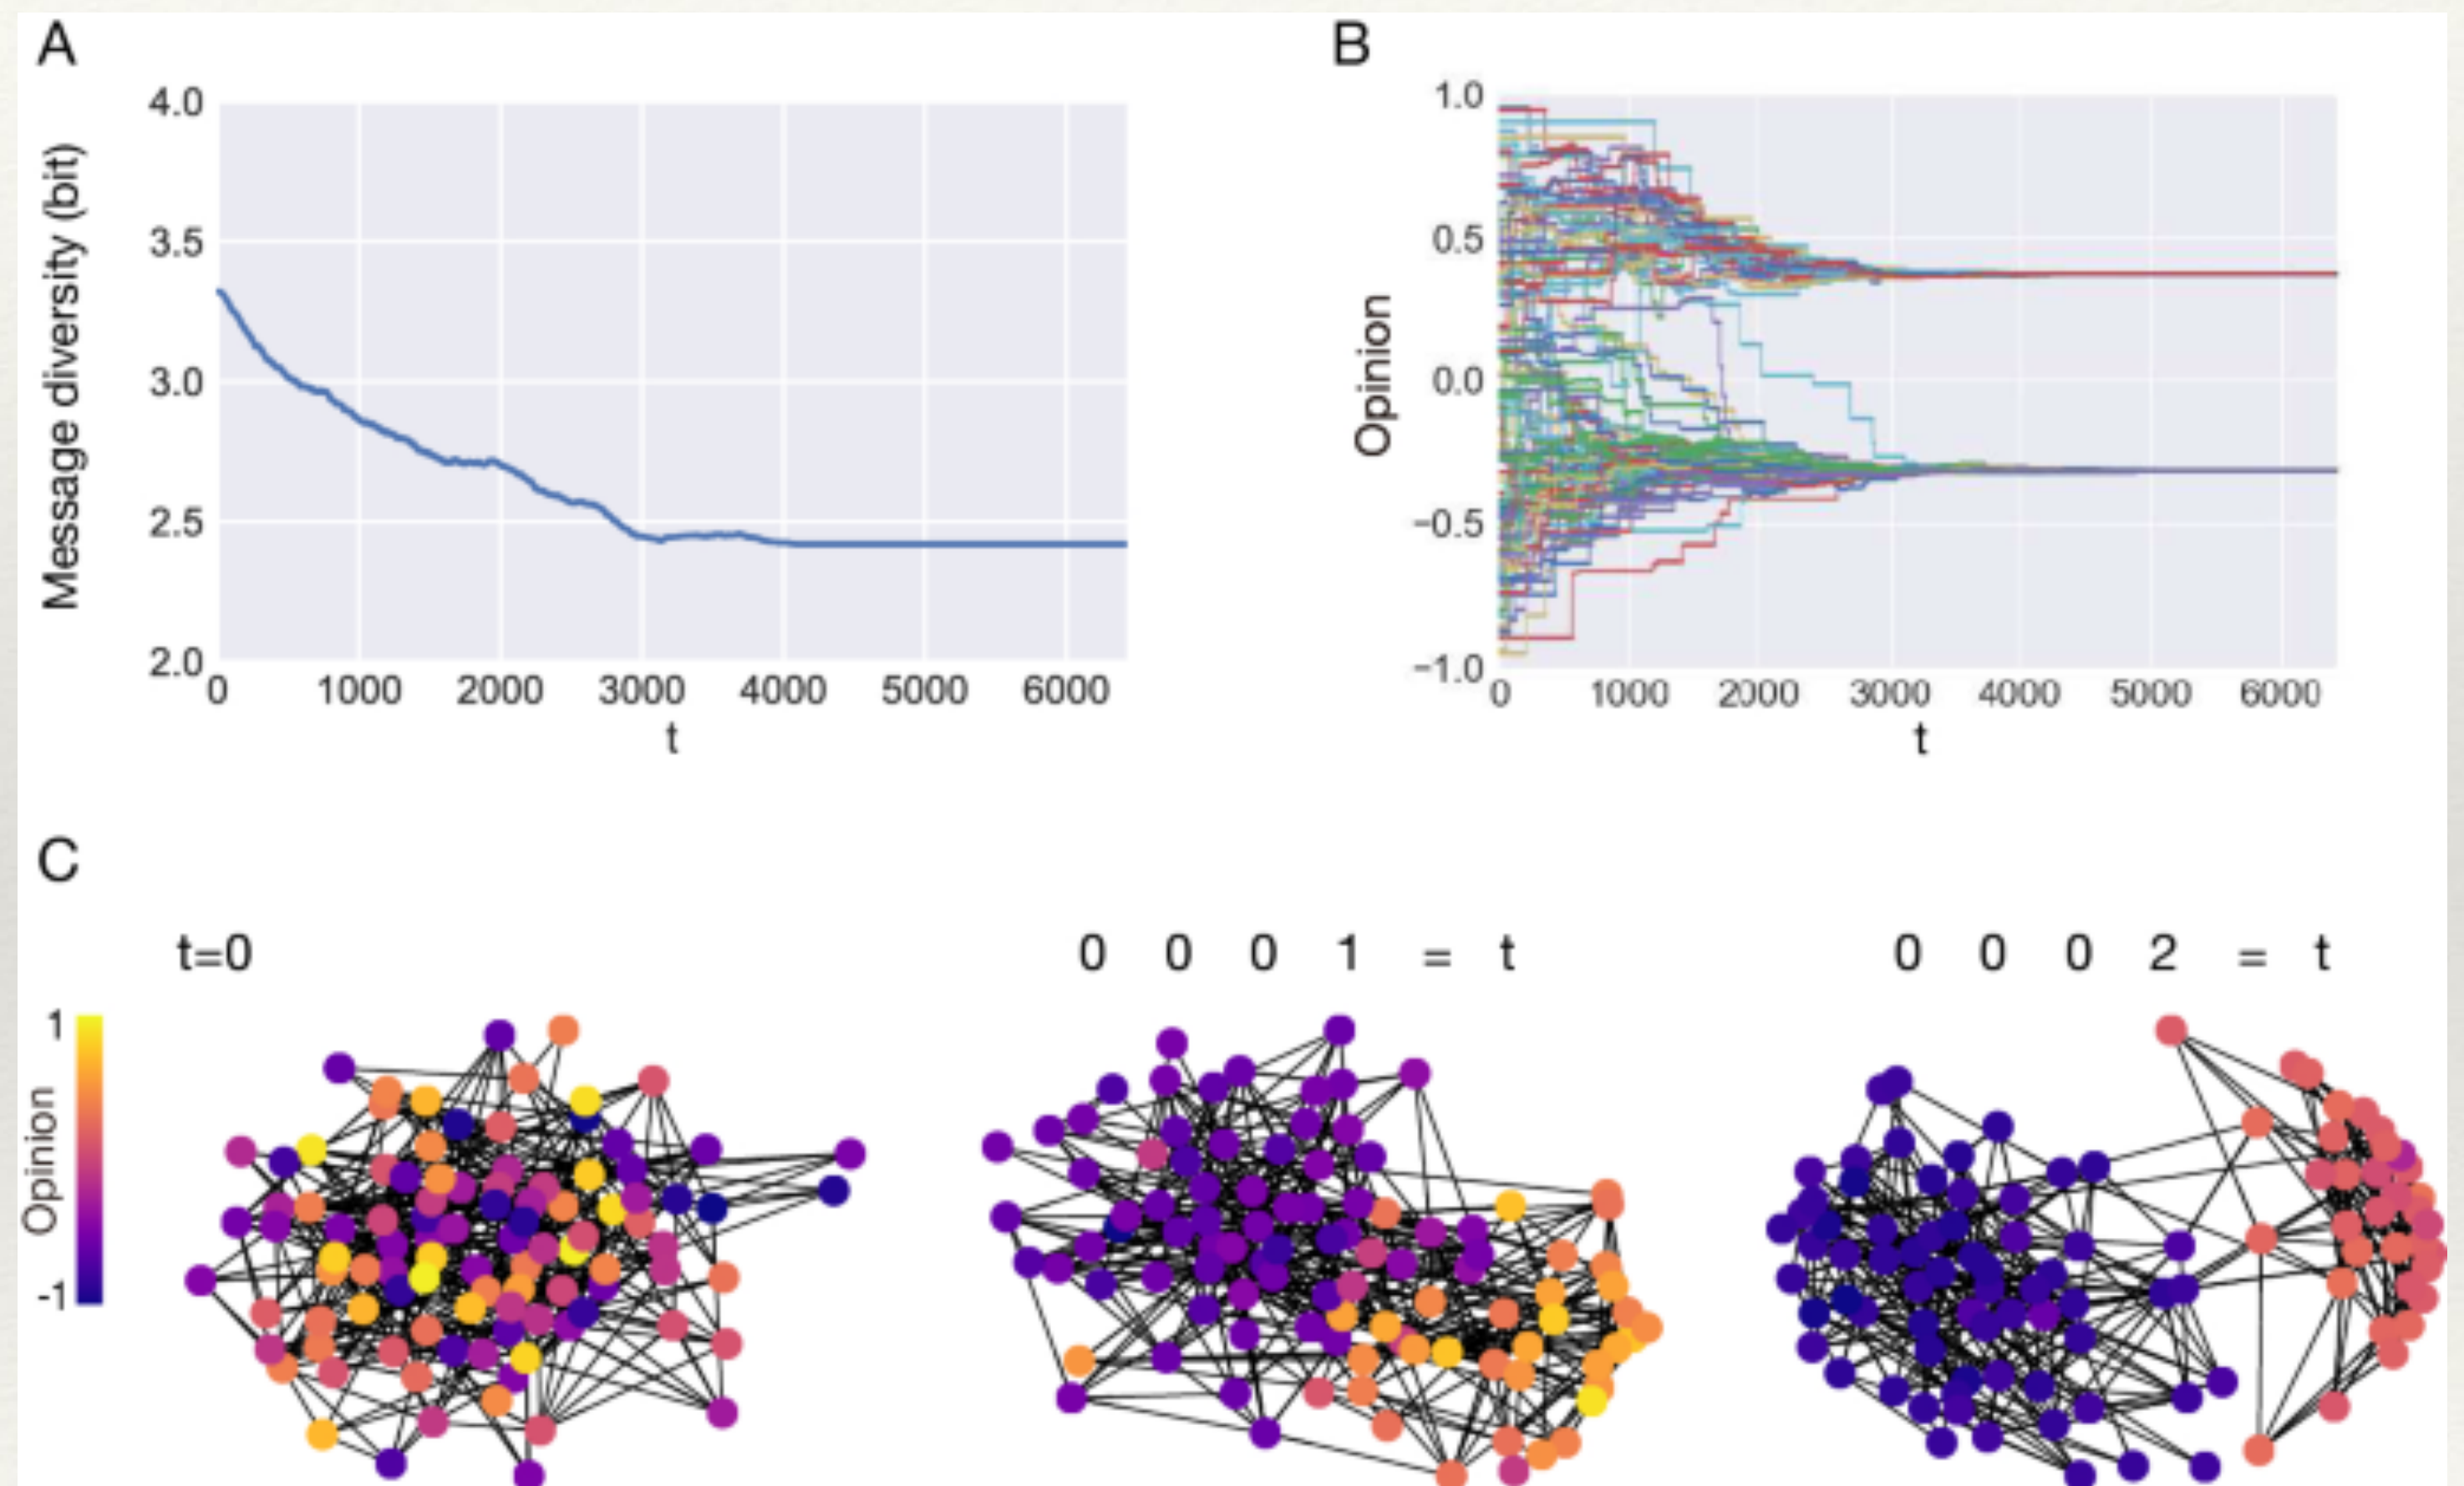 A
Message diversity (bit)
4.0
3.5
3.0
2.5
2.0
0 1000 2000 3000 4000 5000 6000
t
B
Opinion
1.0
0.5
0.0
−0.5
−1.0
0 1000 2000 3000 4000 5000 6000
t
C
t=0
0 0 0 1 = t
0 0 0 2 = t
Opinion
1
-1